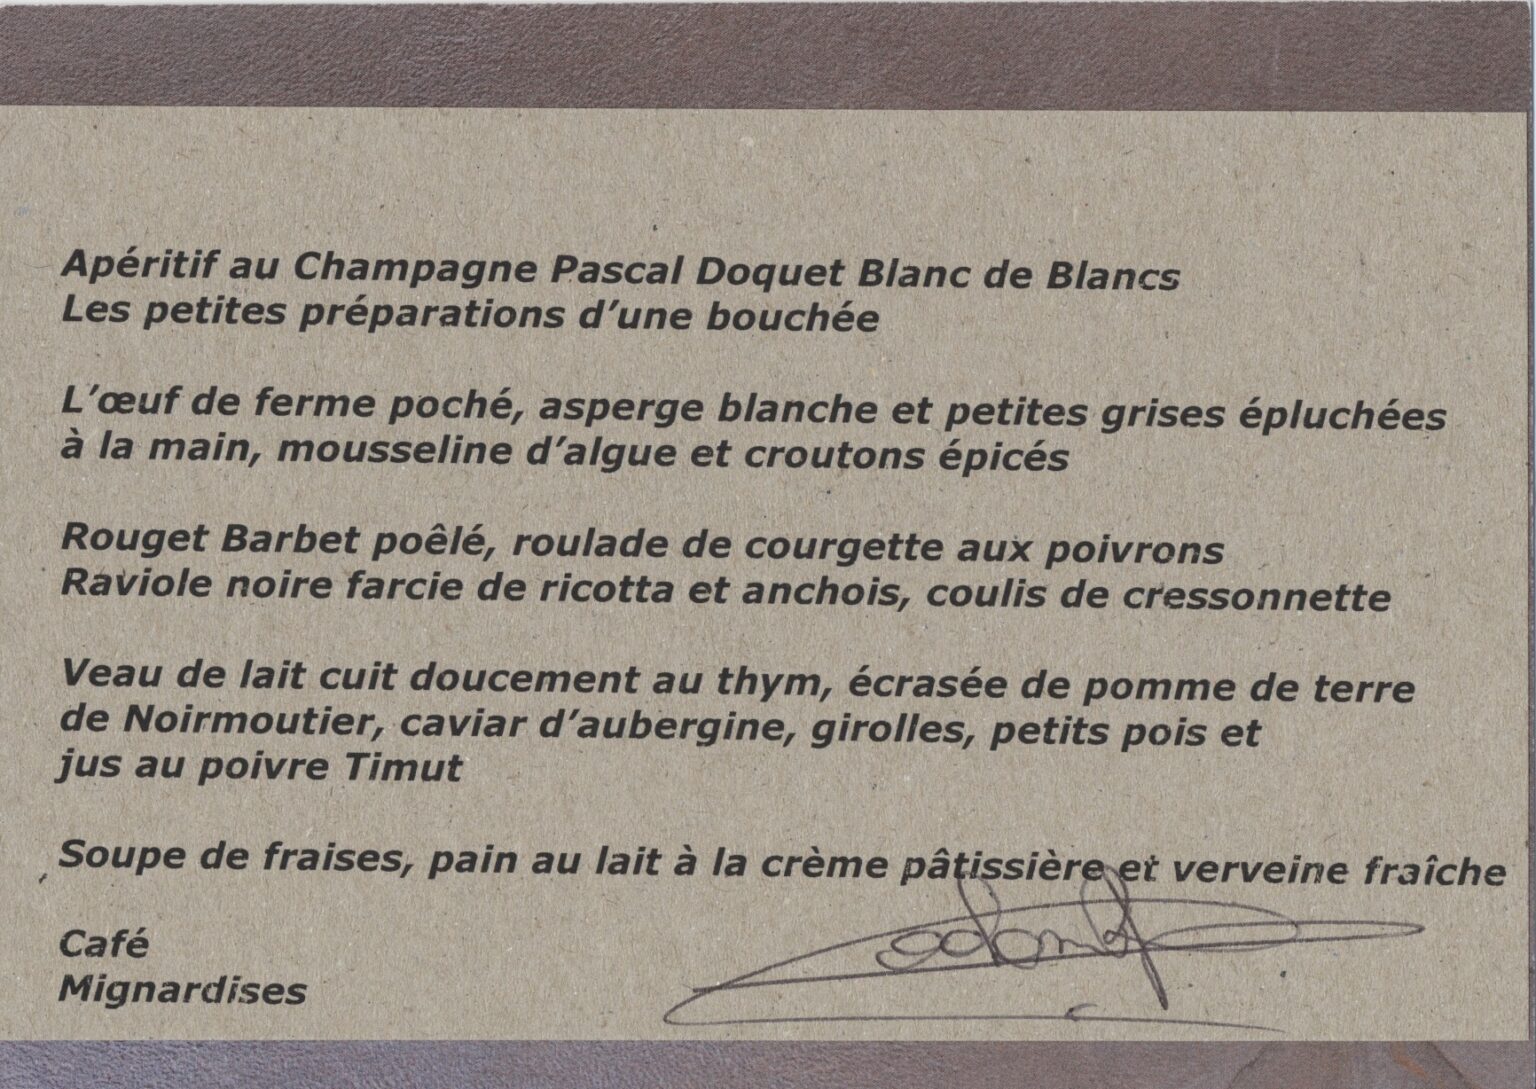 Apéritif au Champagne Pascal Doquet Blanc de Blancs
Les petites préparations d’une bouchée
L’œuf de ferme poché, asperge blanche et petites grises épluchées
à la main, mousseline d’algue et croutons épicés
Rouget Barbet poêlé, roulade de courgette aux poivrons
Raviole noire farcie de ricotta et anchois, coulis de cressonnette
Veau de lait cuit doucement au thym, écrasée de pomme de terre
de Noirmoutier, caviar d’aubergine, girolles, petits pois et
jus au poivre Timut
Soupe de fraises, pain au lait à la crème pâtissière et verveine fraîche
Café
Mignardises